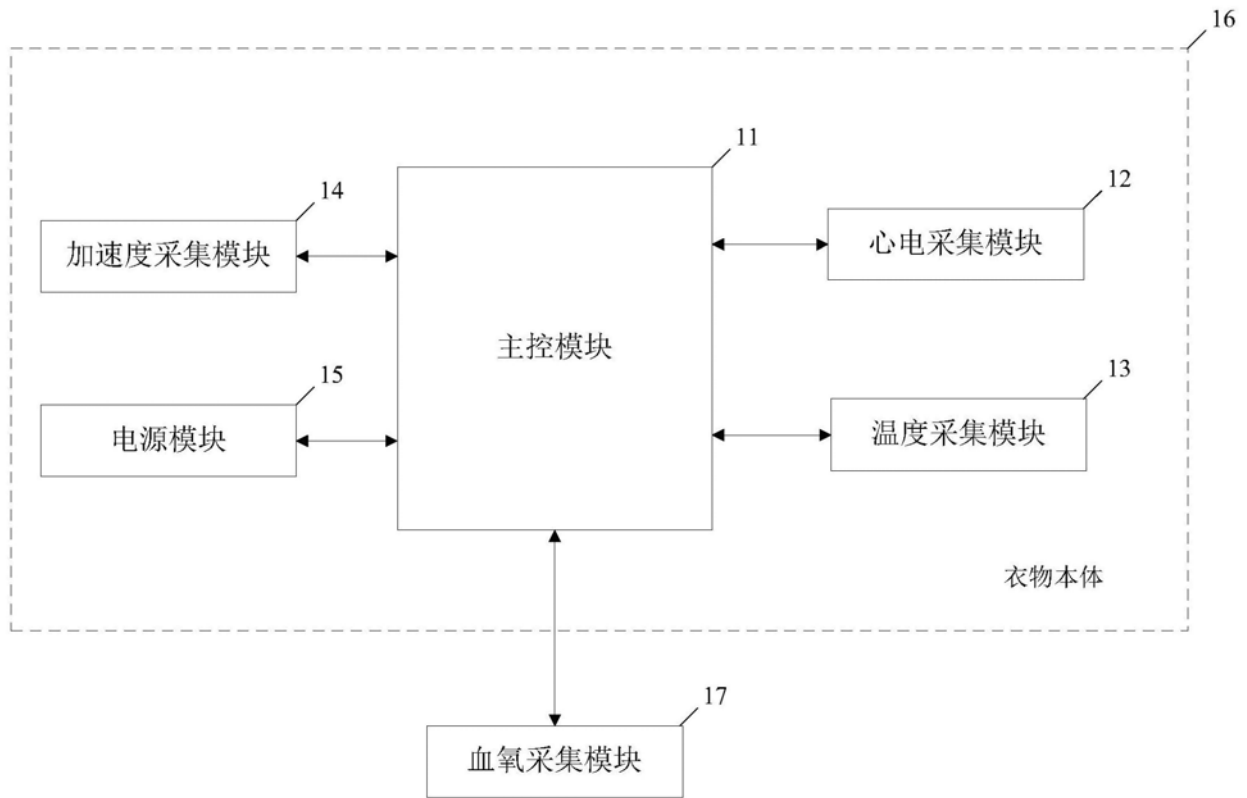 16
11
14
12
加速度采集模块
心电采集模块
主控模块
15
13
电源模块
温度采集模块
衣物本体
17
血氧采集模块